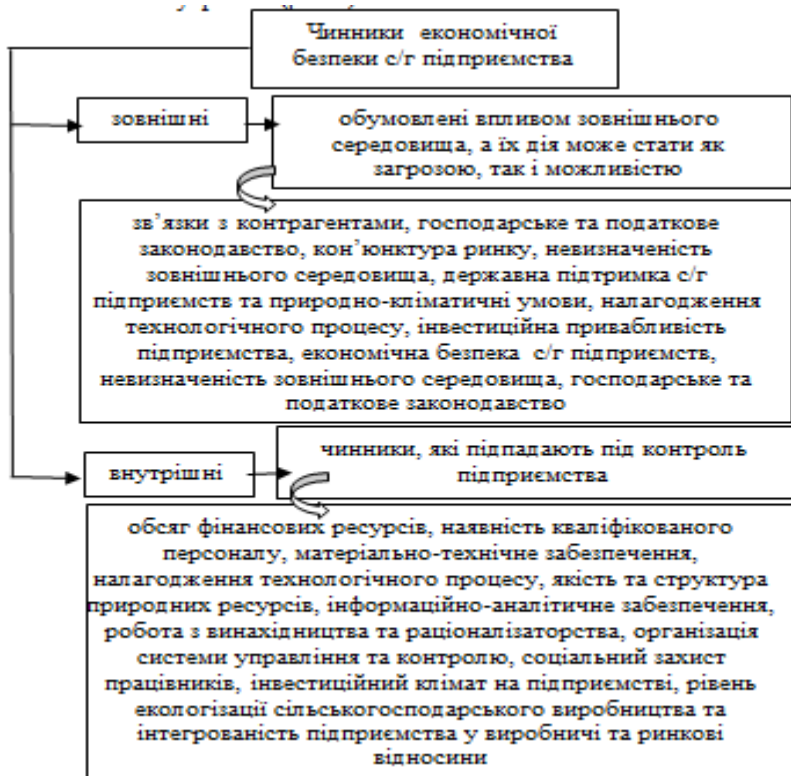 Чинники економічної
безпеки с/г підприємства
зовнішні
обумовлені впливом зовнішнього
середовища, а їх дія може стати як
загрозою, так і можливістю
зв’язки з контрагентами, господарське та податкове
законодавство, кон’юнктура ринку, невизначеність
зовнішнього середовища, державна підтримка с/г
підприємств та природно-кліматичні умови, налагодження
технологічного процесу, інвестиційна привабливість
підприємства, економічна безпека с/г підприємств,
невизначеність зовнішнього середовища, господарське та
податкове законодавство
внутрішні
чинники, які підпадають під контроль
підприємства
обсяг фінансових ресурсів, наявність кваліфікованого
персоналу, матеріально-технічне забезпечення,
налагодження технологічного процесу, якість та структура
природних ресурсів, інформаційно-аналітичне забезпечення,
робота з винахідництва та раціоналізаторства, організація
системи управління та контролю, соціальний захист
працівників, інвестиційний клімат на підприємстві, рівень
екологізації сільськогосподарського виробництва та
інтегрованість підприємства у виробничі та ринкові
відносини